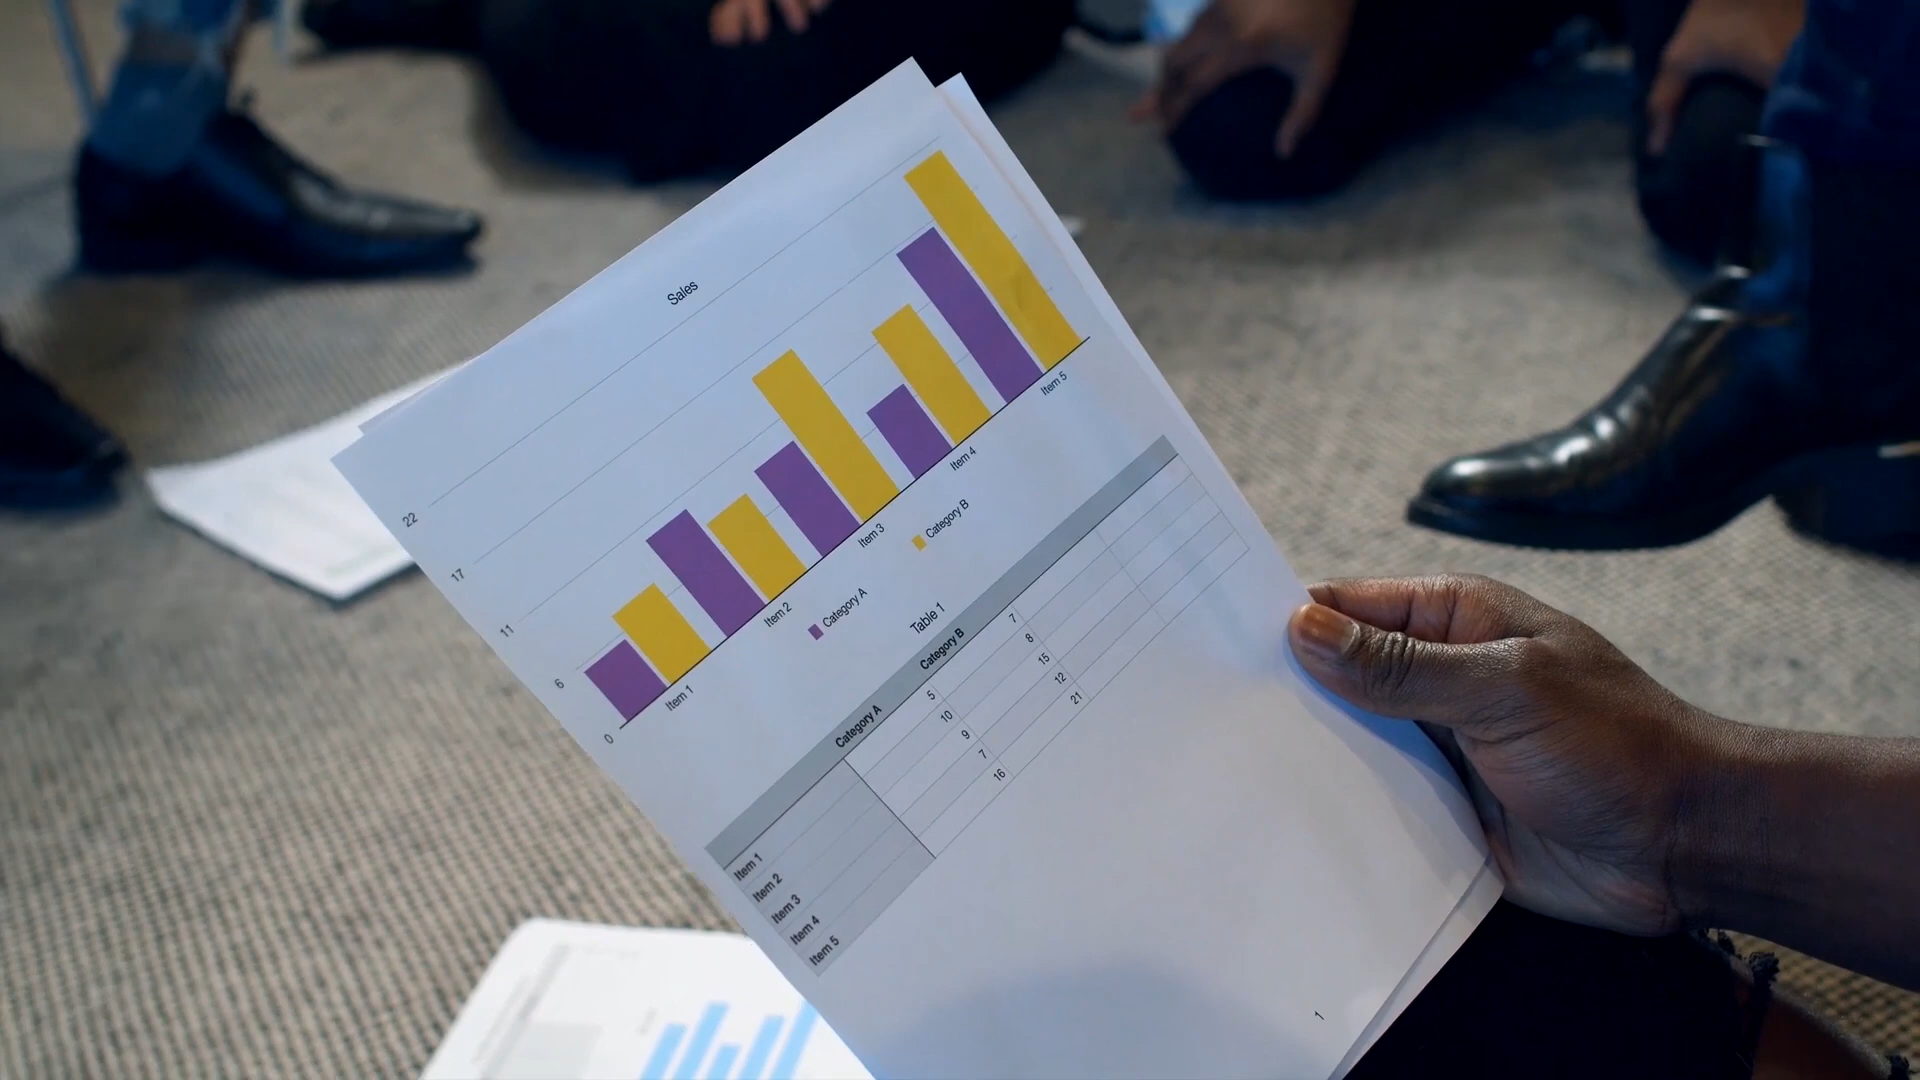 Sales
22
17
11
6
0
Item 1
Item 2
Item 3
Item 4
Item 5
Category A
Category B
Table 1
Category A Category B
Item 1 5 7
Item 2 10 8
Item 3 9 15
Item 4 7 12
Item 5 16 21
1